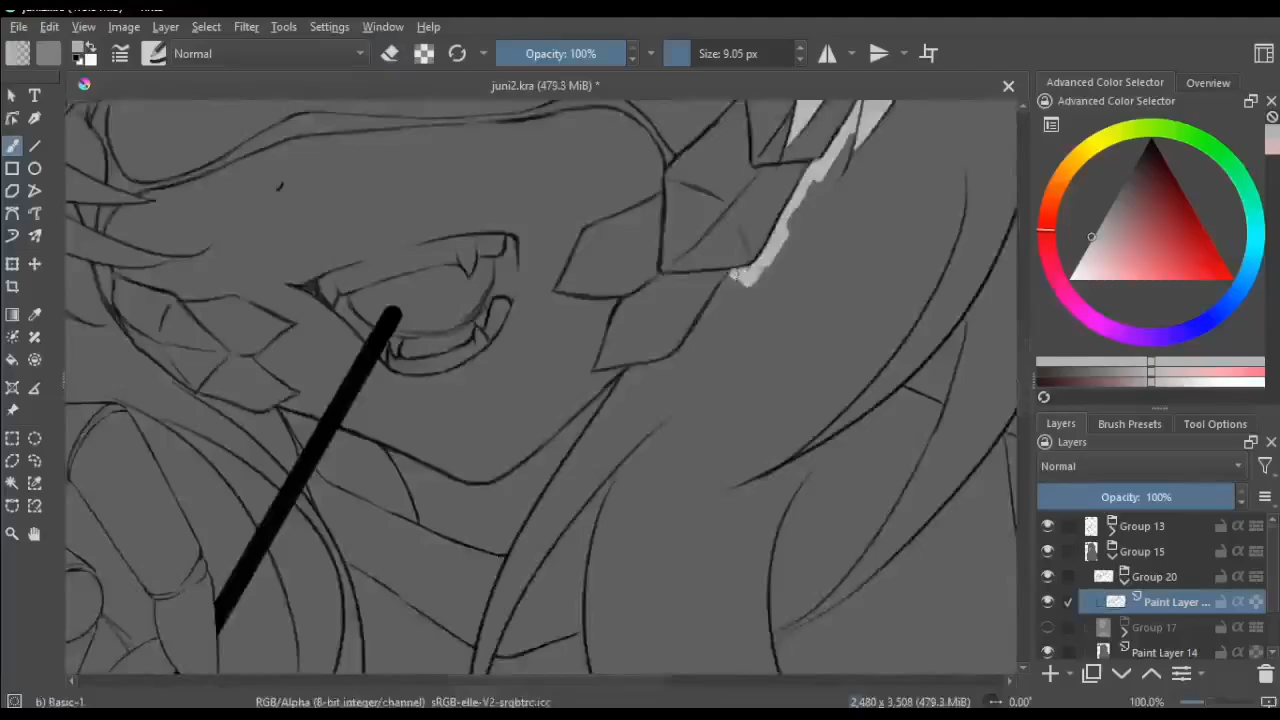 File Edit View Image Layer Select Filter Tools Settings Window Help
Normal Opacity: 100% Size: 9.05 px
juni2.kra (479.3 MiB) *
Advanced Color Selector Overview
Advanced Color Selector
Layers Brush Presets Tool Options
Layers
Normal
Opacity: 100%
Group 13
Group 15
Group 20
Paint Layer ...
Group 17
Paint Layer 14
b) Basic-1 RGB/Alpha (8-bit integer/channel) sRGB-elle-V2-srgbtrc.icc 2,480 x 3,508 (479.3 MiB) 0.00° 100.0%